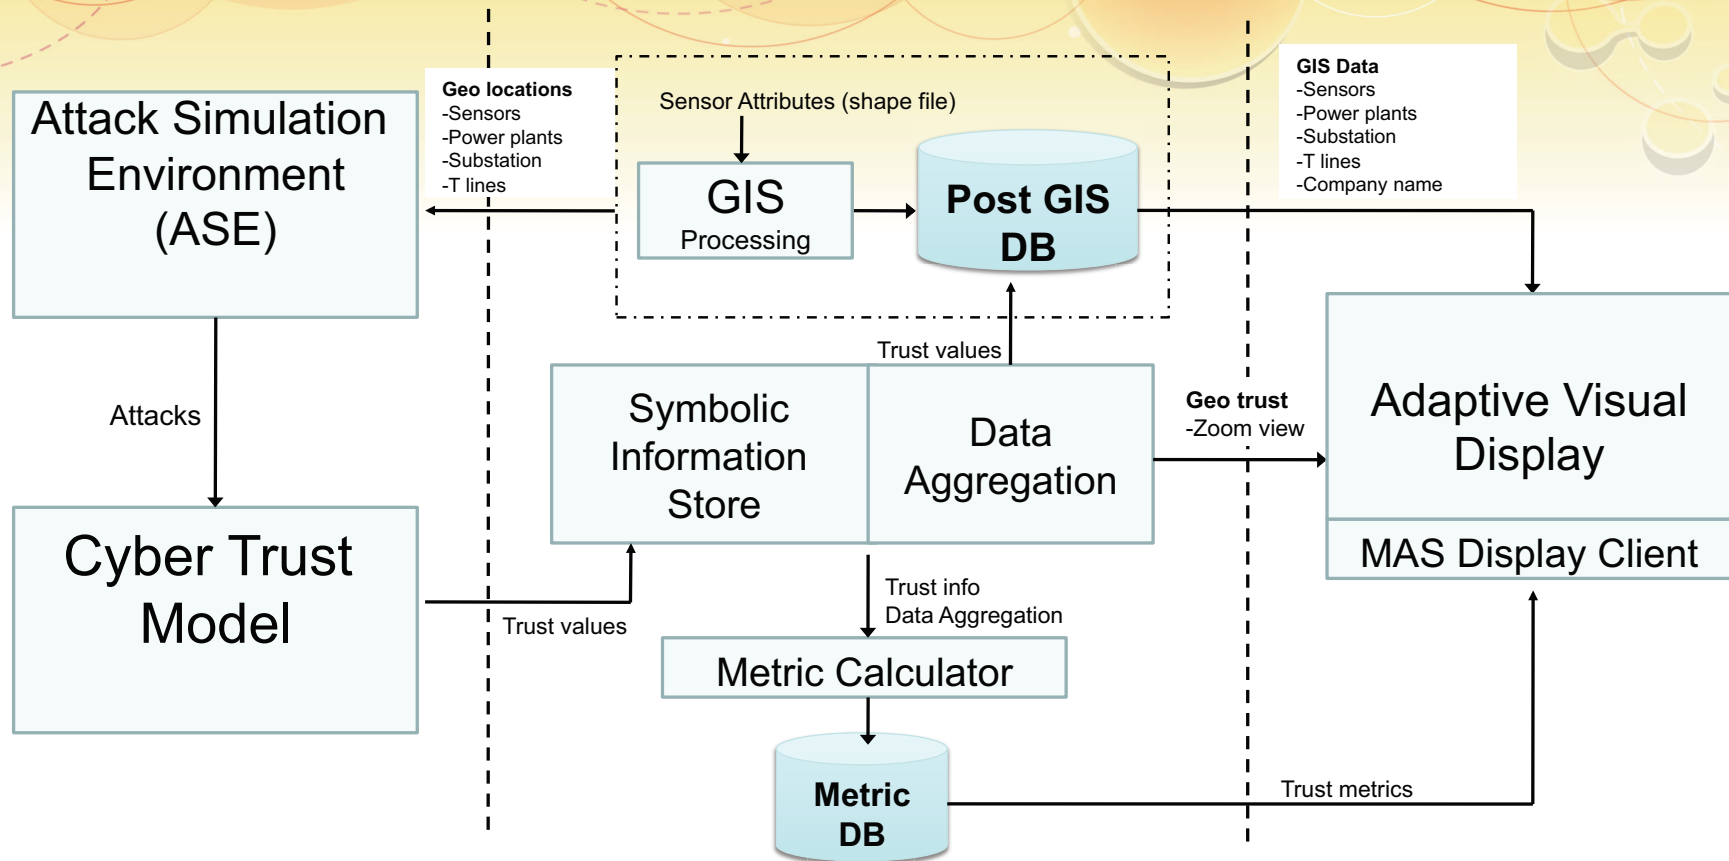 Attack Simulation
Environment
(ASE)
Geo locations
-Sensors
-Power plants
-Substation
-T lines
Sensor Attributes (shape file)
GIS
Processing
Post GIS
DB
GIS Data
-Sensors
-Power plants
-Substation
-T lines
-Company name
Attacks
Trust values
Symbolic
Information
Store
Data
Aggregation
Geo trust
-Zoom view
Adaptive Visual
Display
MAS Display Client
Cyber Trust
Model
Trust values
Trust info
Data Aggregation
Metric Calculator
Metric
DB
Trust metrics